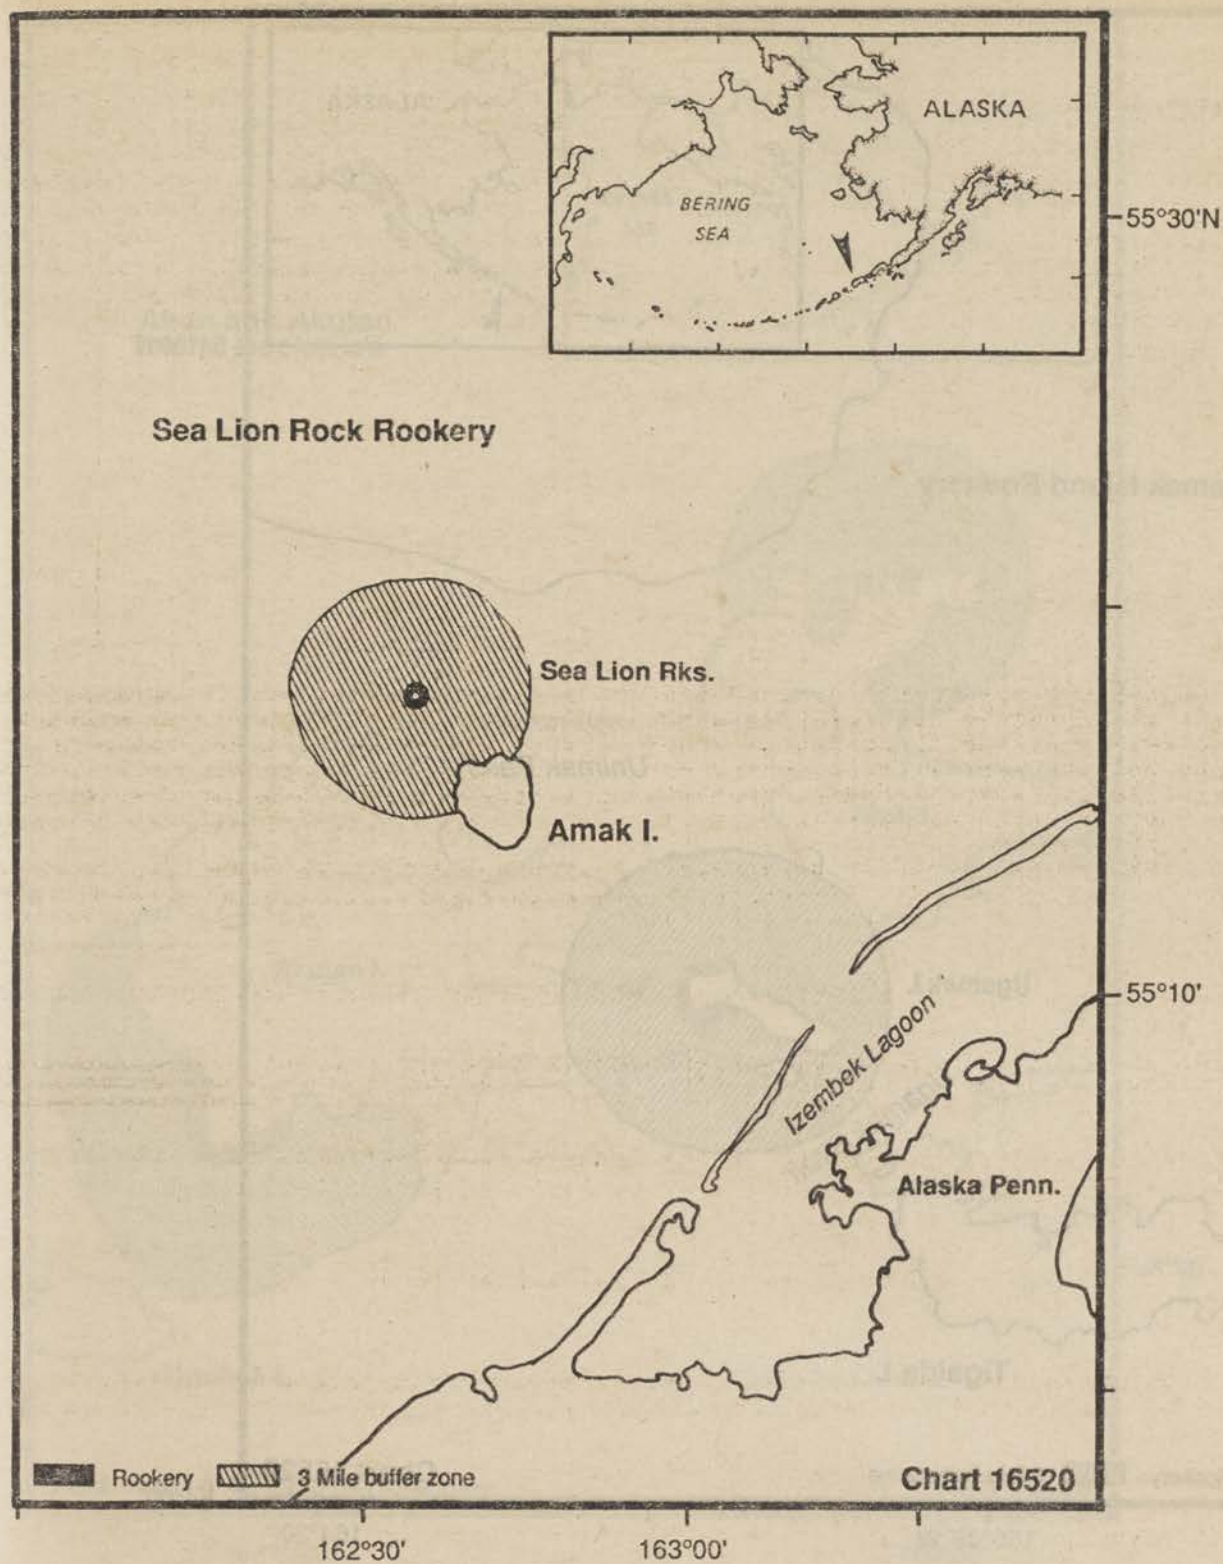 ALASKA
BERING
SEA
55°30'N
Sea Lion Rock Rookery
Sea Lion Rks.
Amak I.
55°10'
Izembek Lagoon
Alaska Penn.
Rookery
3 Mile buffer zone
Chart 16520
162°30'
163°00'